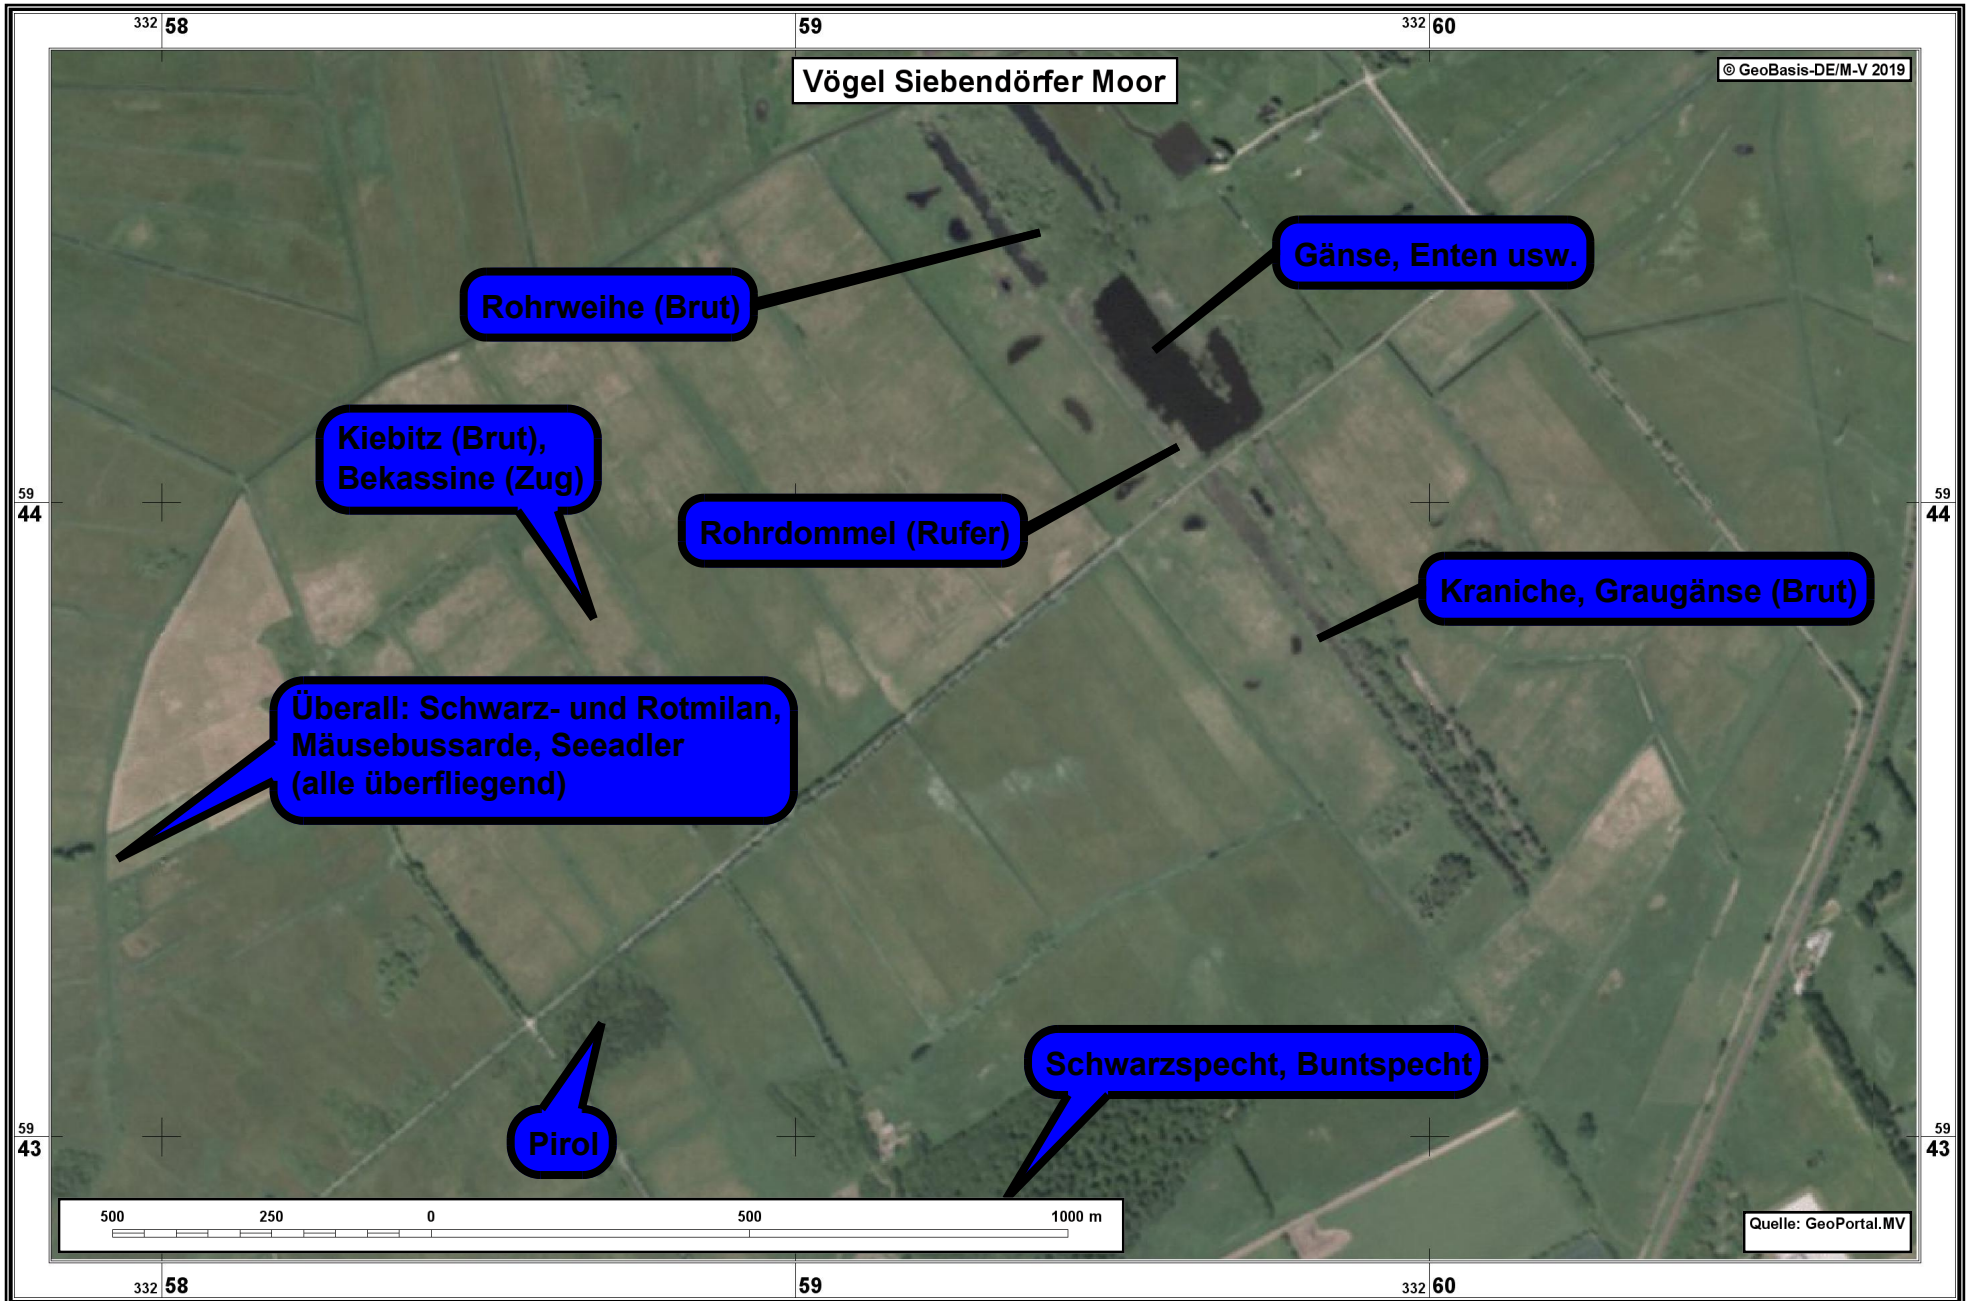 332 58 59 332 60
Vögel Siebendörfer Moor
© GeoBasis-DE/M-V 2019
Gänse, Enten usw.
Rohrweihe (Brut)
Kiebitz (Brut),
Bekassine (Zug)
59
44
59
44
Rohrdommel (Rufer)
Kraniche, Graugänse (Brut)
Überall: Schwarz- und Rotmilan,
Mäusebussarde, Seeadler
(alle überfliegend)
Schwarzspecht, Buntspecht
Pirol
59
43
59
43
500 250 0 500 1000 m
Quelle: GeoPortal.MV
332 58 59 332 60